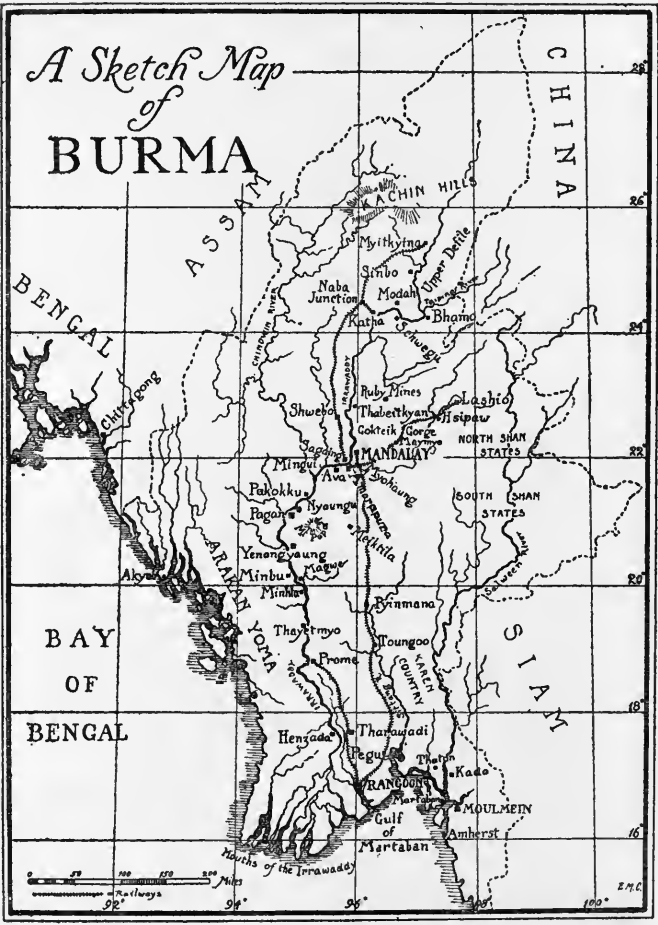 A Sketch Map
of
BURMA
CHINA
28°
ASSAM
KACHIN HILLS
26°
Myitkyina
BENGAL
Sinbo
Upper Defile
Naba
Junction
Modah
CHINDWIN RIVER
Bhamo
Katha
Schwegu
24°
Chittagong
IRRAWADDY
Ruby Mines
Lashio
Shwebo
Thabeitkyan
Hsipaw
Gokteik Gorge
Maymyo
NORTH SHAN
STATES
Sagaing
MANDALAY
22°
Mingui
Ava
Myohaung
Amarapura
Pakokku
Nyaungu
Pagan
SOUTH SHAN
STATES
Meiktila
Yenangyaung
Salween River
Akyab
Minbu
Magwe
20°
Minhla
ARAKAN YOMA
Pyinmana
Thayetmyo
Toungoo
SIAM
BAY
OF
BENGAL
Prome
IRRAWADDY
KAREN
COUNTRY
R. Sittang
18°
Henzada
Tharawadi
Pegu
Thaton
Kado
RANGOON
Martaban
MOULMEIN
Gulf
of
Martaban
Amherst
16°
Mouths of the Irrawaddy
0 50 100 150 200 Miles
Railways
E.M.C.
92° 94° 96° 98° 100°